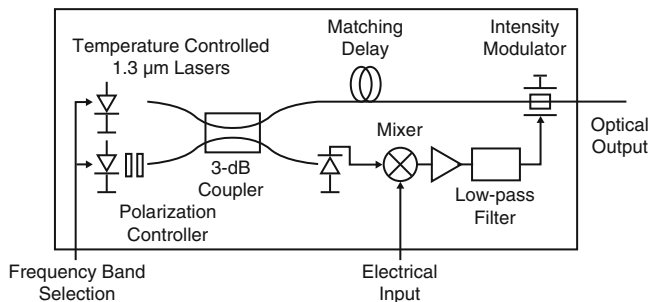 Matching
Delay
Intensity
Modulator
Temperature Controlled
1.3 µm Lasers
Mixer
Optical
Output
3-dB
Coupler
Low-pass
Filter
Polarization
Controller
Frequency Band
Selection
Electrical
Input